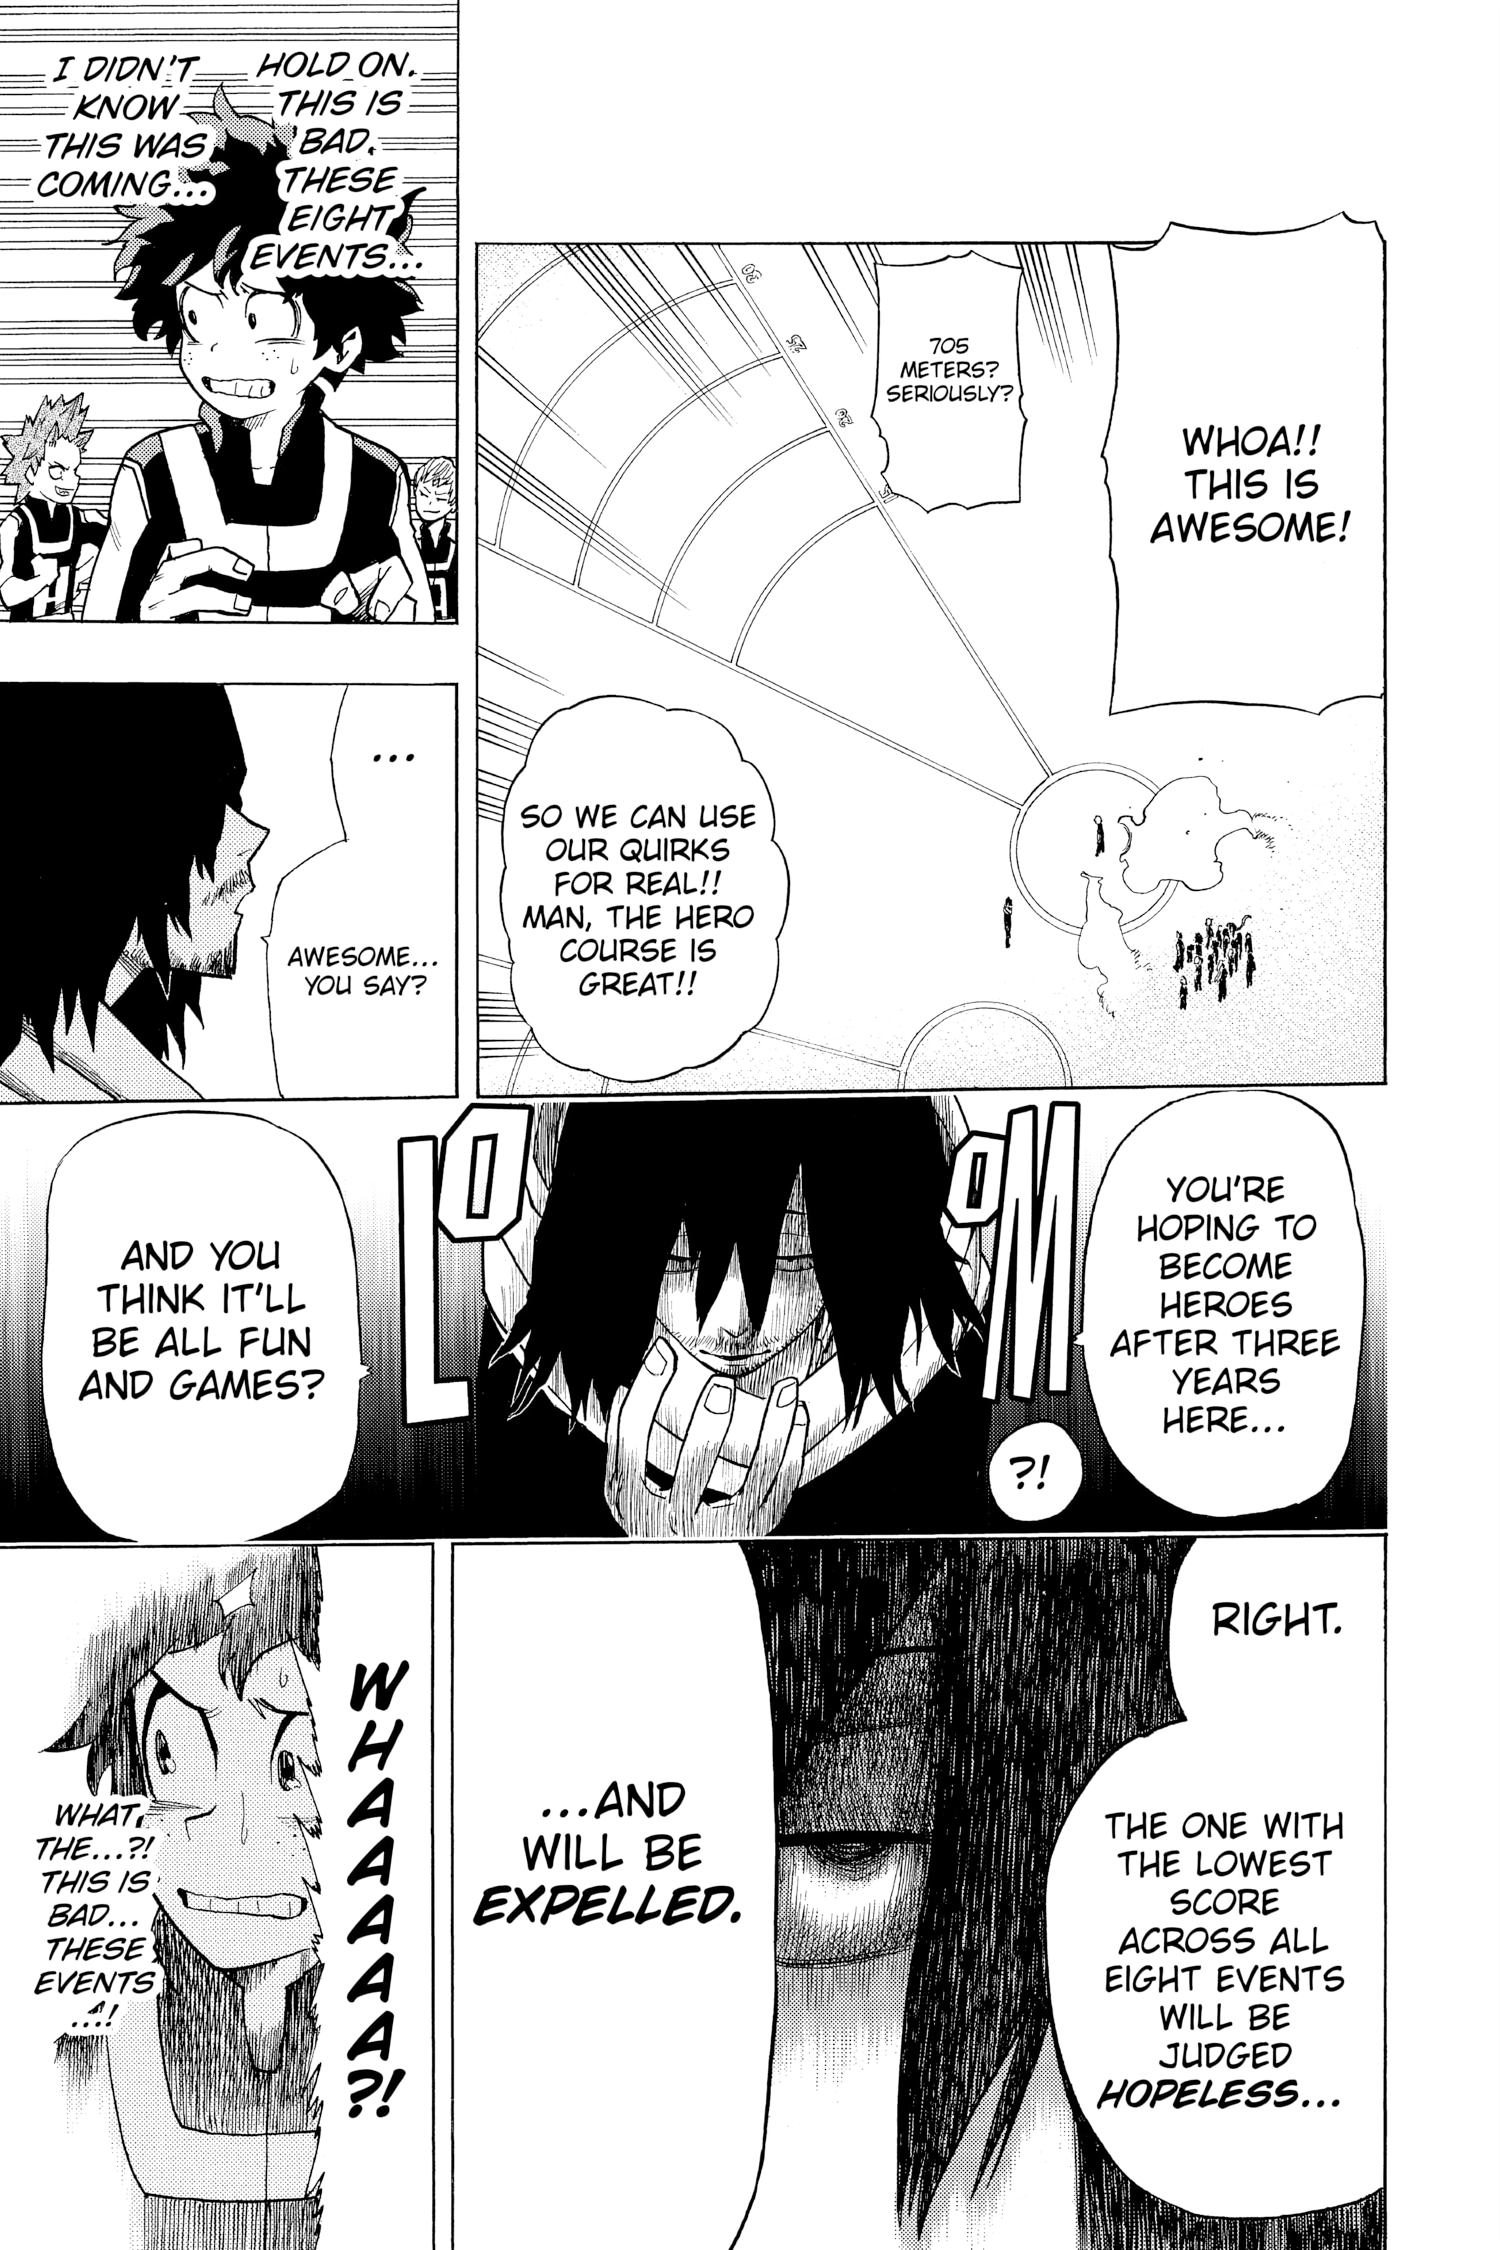 WHOA!!
THIS IS
AWESOME!
705
METERS?
SERIOUSLY?
30
25
20
15
SO WE CAN USE
OUR QUIRKS
FOR REAL!!
MAN, THE HERO
COURSE IS
GREAT!!
HOLD ON.
THIS IS
BAD.
THESE
EIGHT
EVENTS...
I DIDN'T
KNOW
THIS WAS
COMING...
...
AWESOME...
YOU SAY?
YOU'RE
HOPING TO
BECOME
HEROES
AFTER THREE
YEARS
HERE...
?!
LOOM
AND YOU
THINK IT'LL
BE ALL FUN
AND GAMES?
RIGHT.
THE ONE WITH
THE LOWEST
SCORE
ACROSS ALL
EIGHT EVENTS
WILL BE
JUDGED
HOPELESS...
...AND
WILL BE
EXPELLED.
WHAAAAAA?!
WHAT
THE...?!
THIS IS
BAD...
THESE
EVENTS
...!